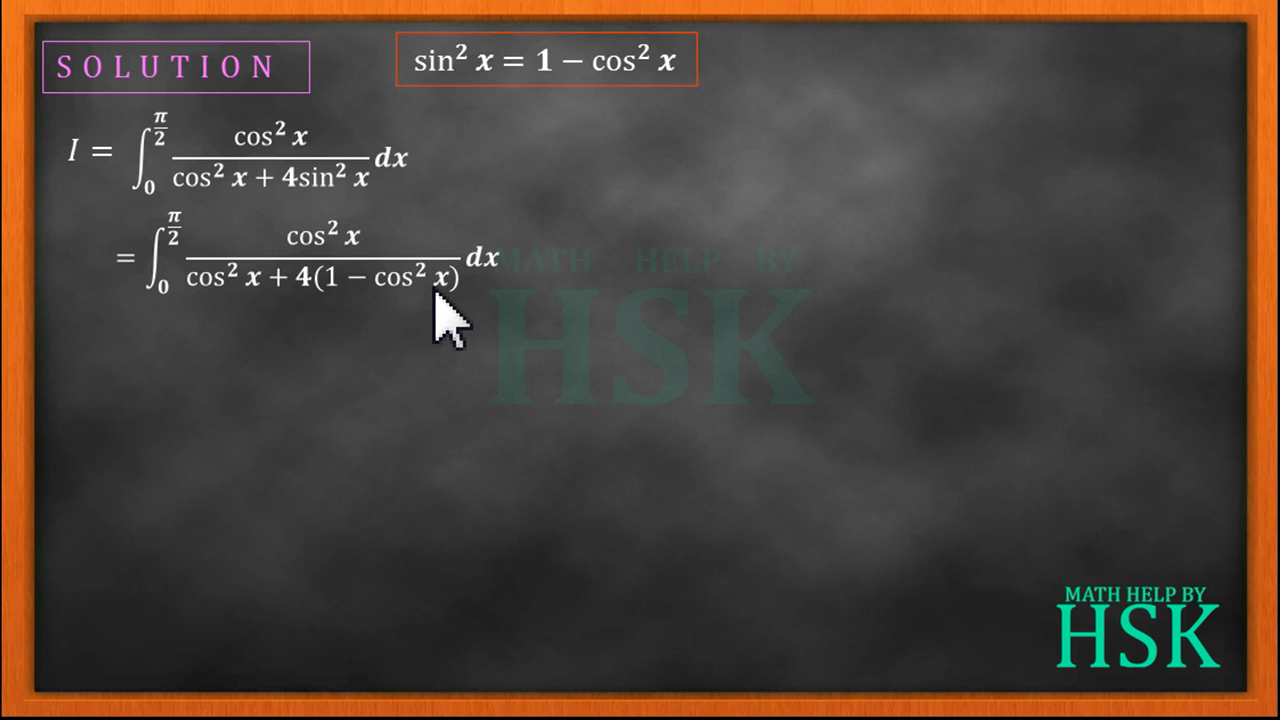 SOLUTION
sin² x = 1 − cos² x
I = ∫₀^(π/2) cos² x / (cos² x + 4sin² x) dx
= ∫₀^(π/2) cos² x / (cos² x + 4(1 − cos² x)) dx
MATH HELP BY
HSK
MATH HELP BY
HSK